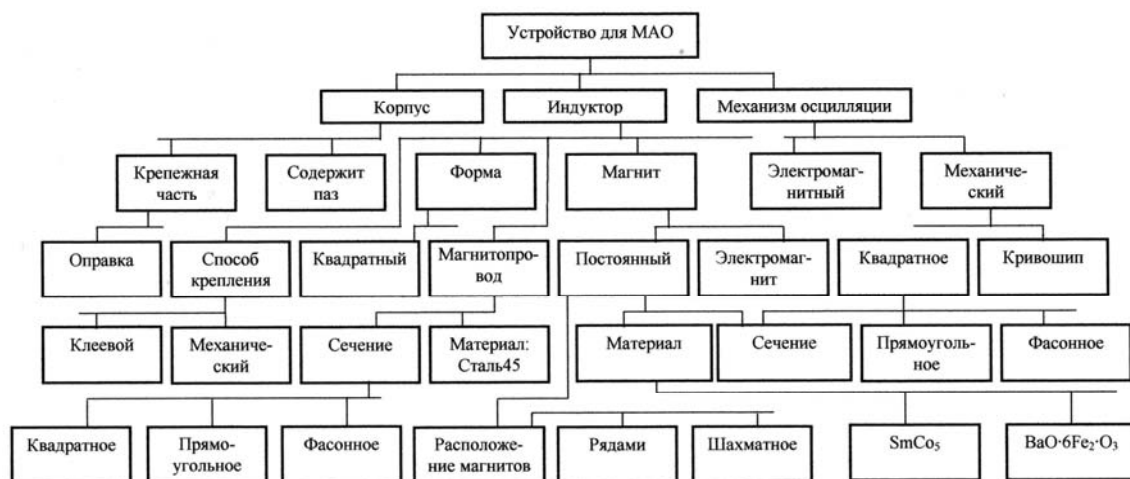 Устройство для МАО
Корпус
Индуктор
Механизм осцилляции
Крепежная
часть
Содержит
паз
Форма
Магнит
Электромаг-
нитный
Механиче-
ский
Оправка
Способ
крепления
Квадратный
Магнитопро-
вод
Постоянный
Электромаг-
нит
Квадратное
Кривошип
Клеевой
Механиче-
ский
Сечение
Материал:
Сталь45
Материал
Сечение
Прямоуголь-
ное
Фасонное
Квадратное
Прямо-
угольное
Фасонное
Расположе-
ние магнитов
Рядами
Шахматное
SmCo₅
BaO·6Fe₂·O₃